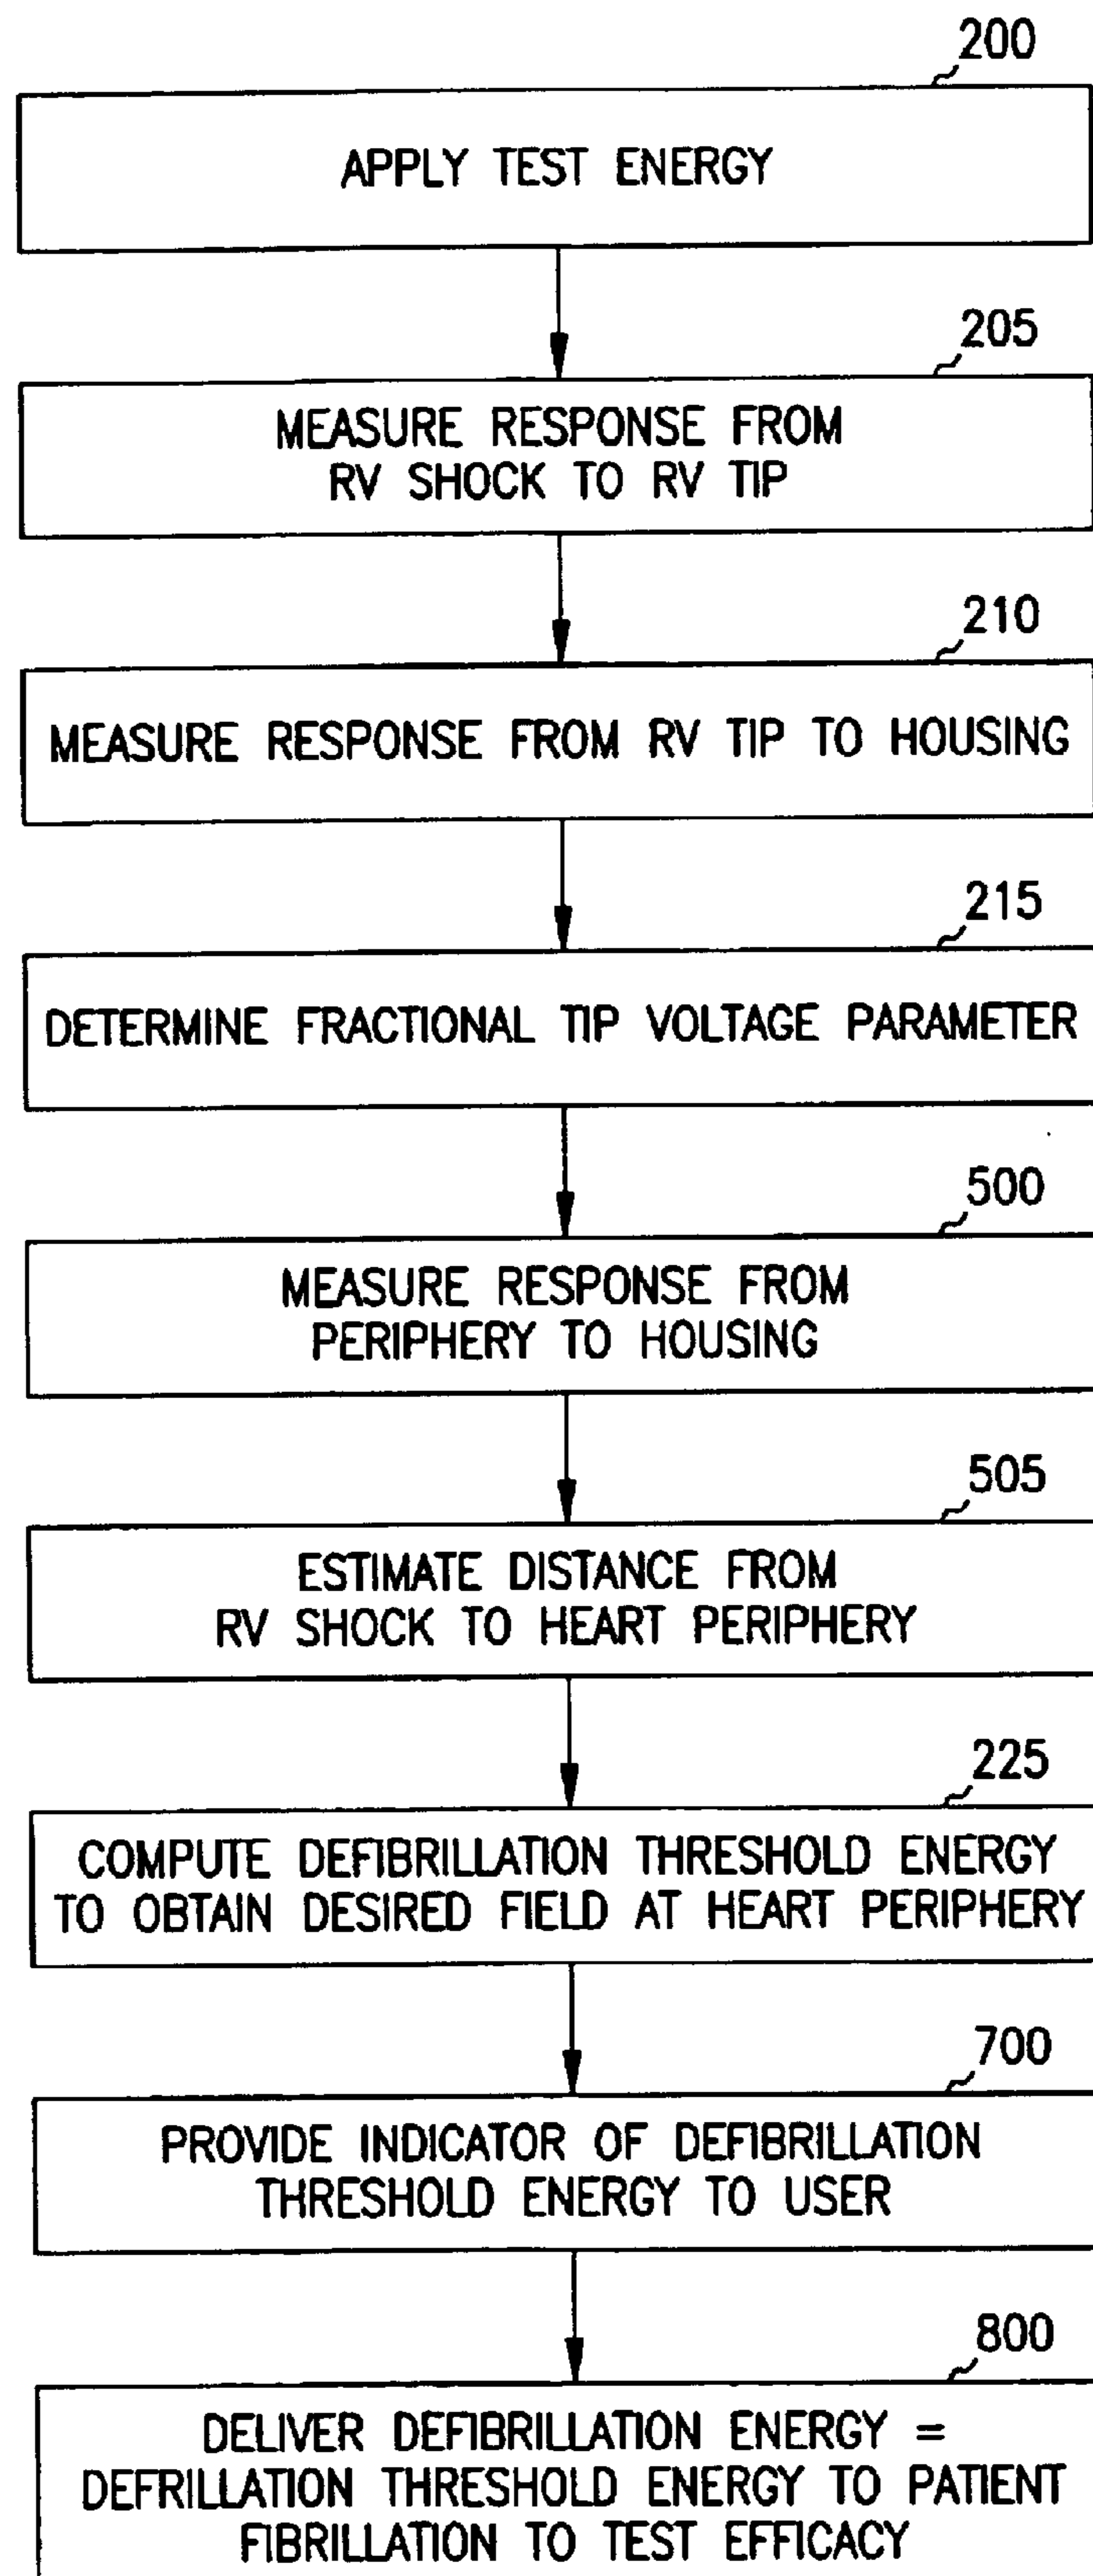 200
APPLY TEST ENERGY
205
MEASURE RESPONSE FROM
RV SHOCK TO RV TIP
210
MEASURE RESPONSE FROM RV TIP TO HOUSING
215
DETERMINE FRACTIONAL TIP VOLTAGE PARAMETER
500
MEASURE RESPONSE FROM
PERIPHERY TO HOUSING
505
ESTIMATE DISTANCE FROM
RV SHOCK TO HEART PERIPHERY
225
COMPUTE DEFIBRILLATION THRESHOLD ENERGY
TO OBTAIN DESIRED FIELD AT HEART PERIPHERY
700
PROVIDE INDICATOR OF DEFIBRILLATION
THRESHOLD ENERGY TO USER
800
DELIVER DEFIBRILLATION ENERGY =
DEFRILLATION THRESHOLD ENERGY TO PATIENT
FIBRILLATION TO TEST EFFICACY